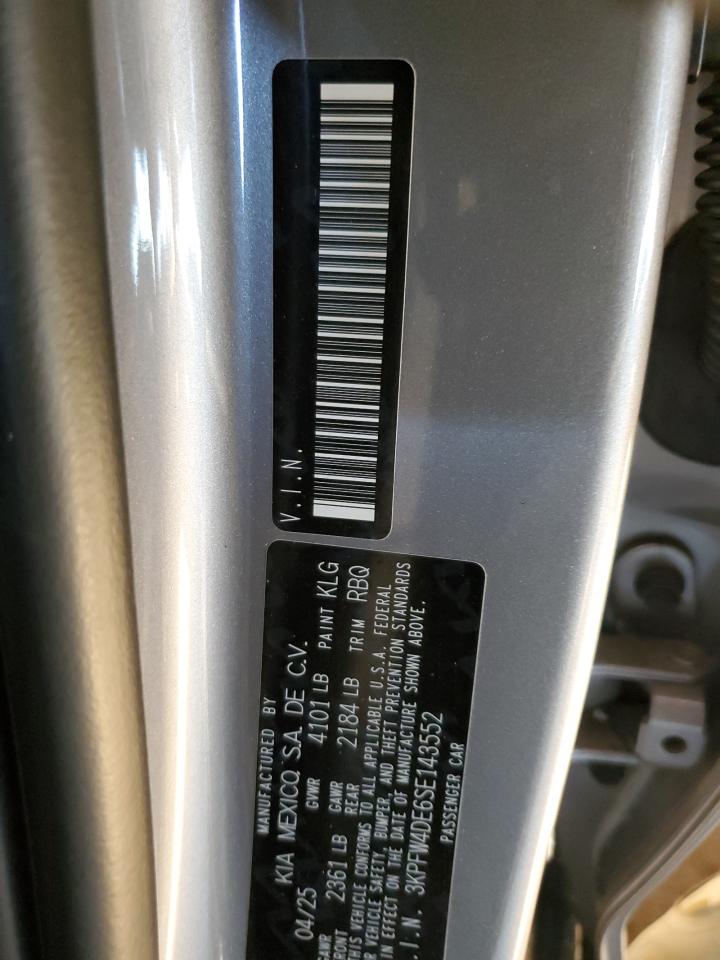 V.I.N.
MANUFACTURED BY
KIA MEXICO, S.A. DE C.V.
04/25 GVWR 4101 LB PAINT KLG
GAWR FRONT 2361 LB GAWR REAR 2184 LB TRIM RBQ
THIS VEHICLE CONFORMS TO ALL APPLICABLE U.S.A. FEDERAL
VEHICLE SAFETY, BUMPER, AND THEFT PREVENTION STANDARDS
IN EFFECT ON THE DATE OF MANUFACTURE SHOWN ABOVE.
V.I.N. 3KPFW4DE6SE143552
PASSENGER CAR